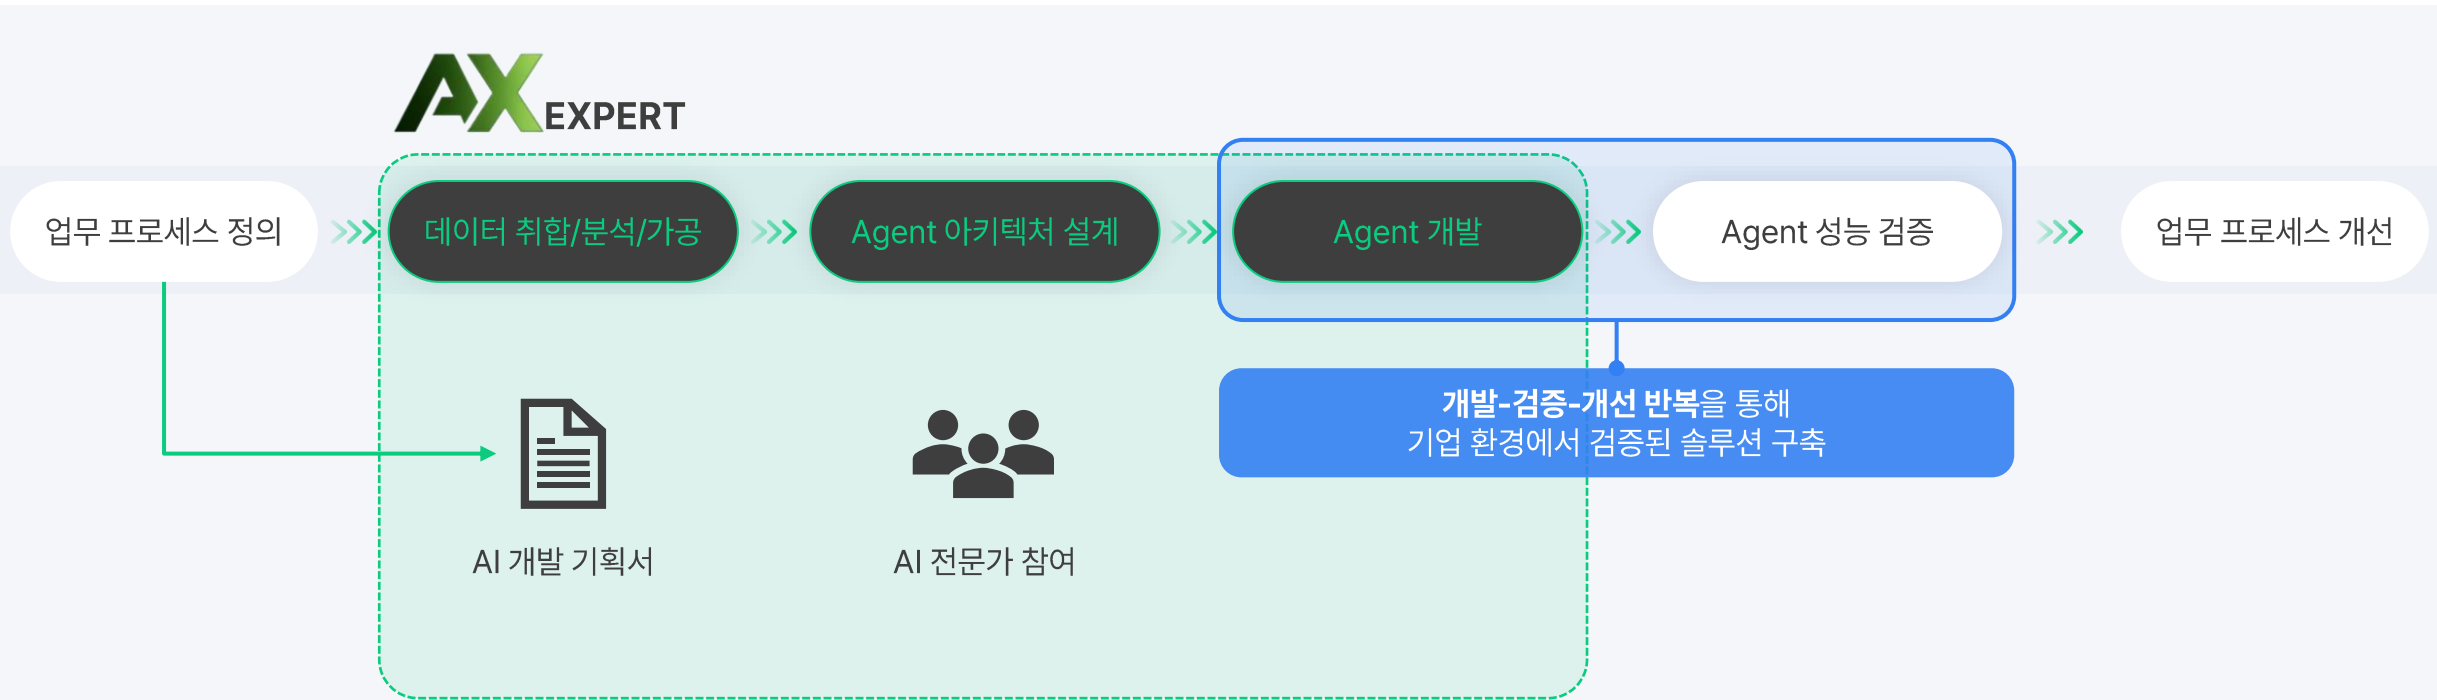 AX EXPERT
업무 프로세스 정의
데이터 취합/분석/가공
Agent 아키텍처 설계
Agent 개발
Agent 성능 검증
업무 프로세스 개선
개발-검증-개선 반복을 통해
기업 환경에서 검증된 솔루션 구축
AI 개발 기획서
AI 전문가 참여